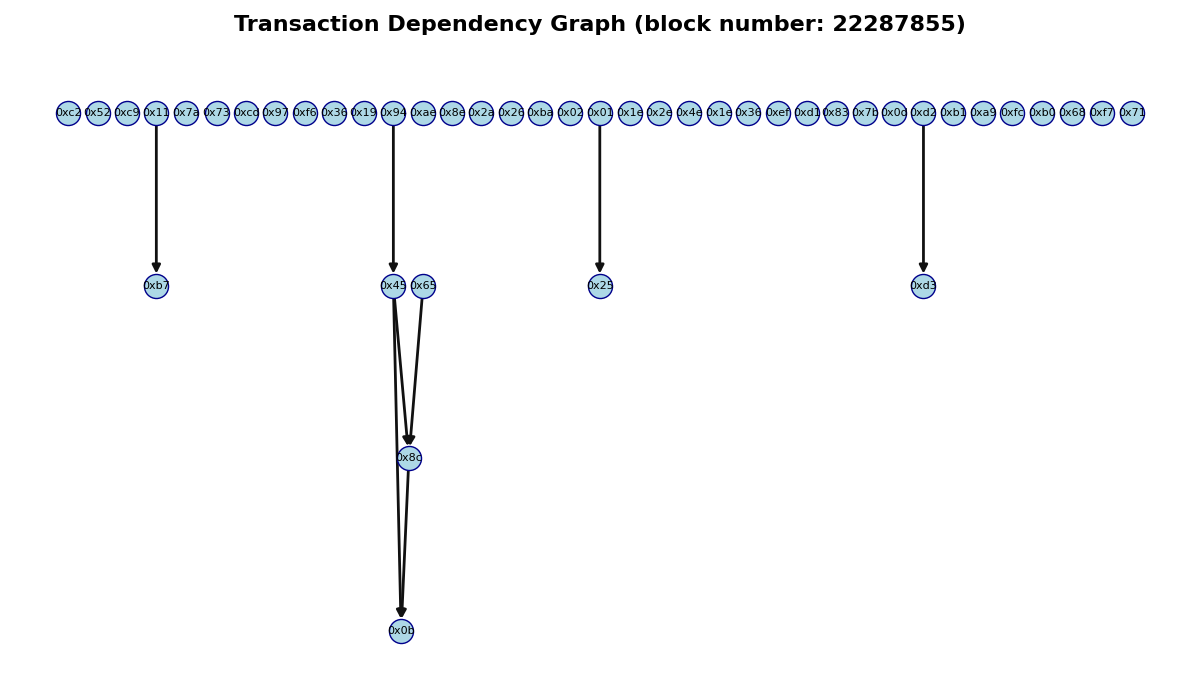 Transaction Dependency Graph (block number: 22287855)
0xc2 0x52 0xc9 0x11 0x7a 0x73 0xcd 0x97 0xf6 0x36 0x19 0x94 0xae 0x8e 0x2a 0x26 0xba 0x02 0x01 0x1e 0x2e 0x4e 0x1e 0x36 0xef 0xd1 0x83 0x7b 0x0d 0xd2 0xb1 0xa9 0xfc 0xb0 0x68 0xf7 0x71
0xb7 0x45 0x65 0x25 0xd3
0x8c
0x0b